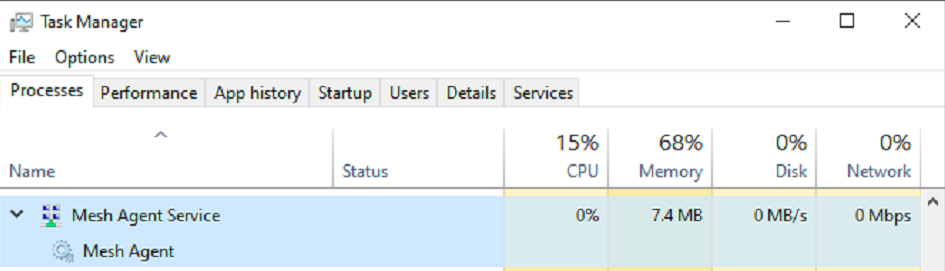 Task Manager
File Options View
Processes Performance App history Startup Users Details Services
15% 68% 0% 0%
Name Status CPU Memory Disk Network
Mesh Agent Service 0% 7.4 MB 0 MB/s 0 Mbps
Mesh Agent